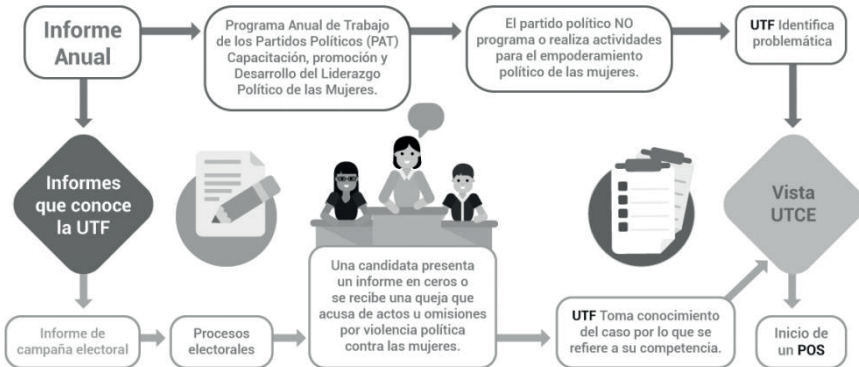 Informe
Anual
Programa Anual de Trabajo
de los Partidos Políticos (PAT)
Capacitación, promoción y
Desarrollo del Liderazgo
Político de las Mujeres.
El partido político NO
programa o realiza actividades
para el empoderamiento
político de las mujeres.
UTF Identifica
problemática
Informes
que conoce
la UTF
Vista
UTCE
Informe de
campaña electoral
Procesos
electorales
Una candidata presenta
un informe en ceros o
se recibe una queja que
acusa de actos u omisiones
por violencia política
contra las mujeres.
UTF Toma conocimiento
del caso por lo que se
refiere a su competencia.
Inicio de
un POS